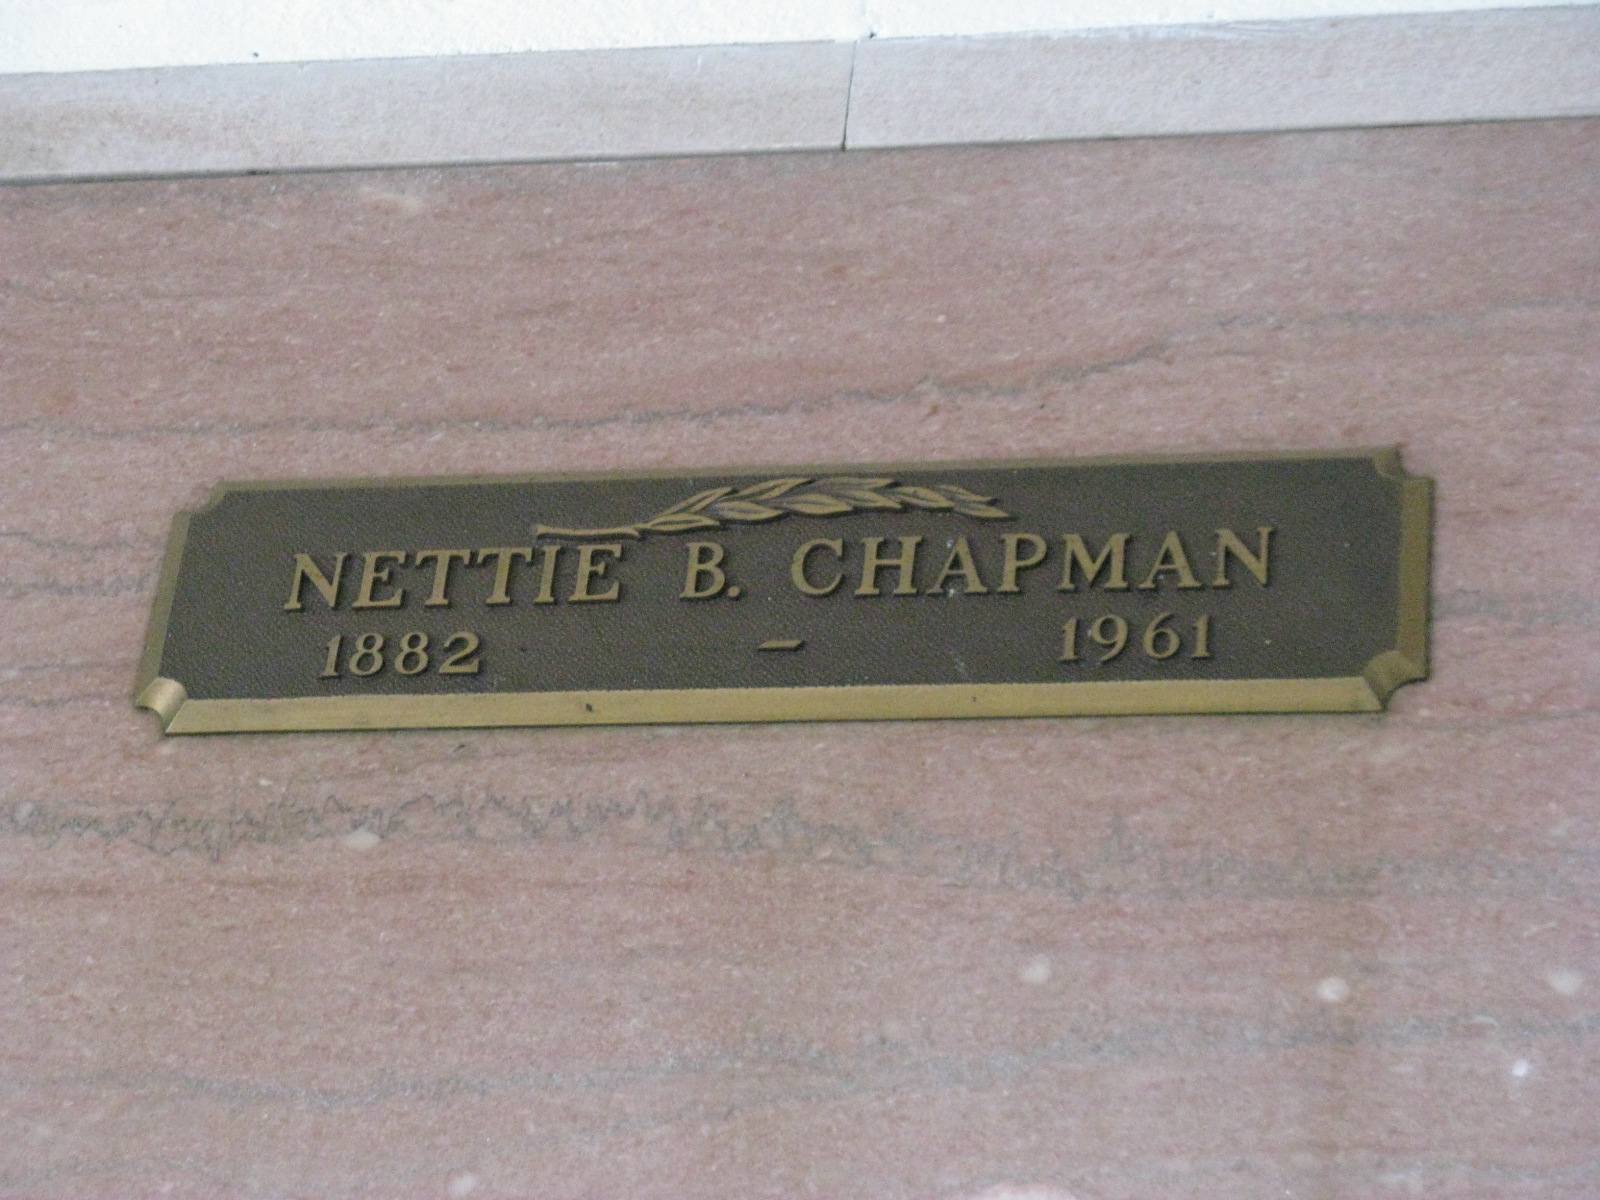 NETTIE B. CHAPMAN
1882 – 1961